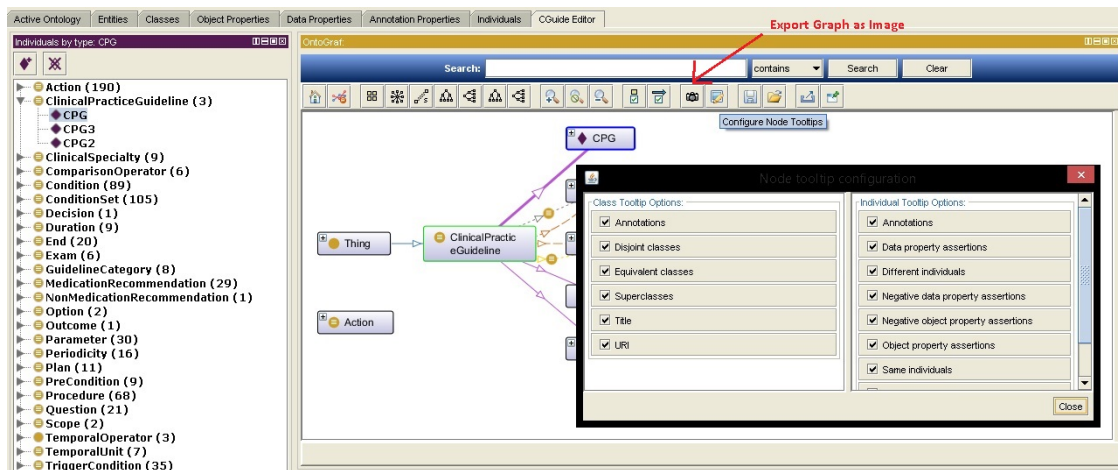 Active Ontology Entities Classes Object Properties Data Properties Annotation Properties Individuals CGuide Editor
Export Graph as Image
Individuals by type: CPG
OntoGraf:
Search: contains Search Clear
Configure Node Tooltips
Action (190)
ClinicalPracticeGuideline (3)
CPG
CPG3
CPG2
ClinicalSpecialty (9)
ComparisonOperator (6)
Condition (89)
ConditionSet (105)
Decision (1)
Duration (9)
End (20)
Exam (6)
GuidelineCategory (8)
MedicationRecommendation (29)
NonMedicationRecommendation (1)
Option (2)
Outcome (1)
Parameter (30)
Periodicity (16)
Plan (11)
PreCondition (9)
Procedure (68)
Question (21)
Scope (2)
TemporalOperator (3)
TemporalUnit (7)
TriggerCondition (35)
CPG
Thing
ClinicalPractic
eGuideline
Action
Node tooltip configuration
Class Tooltip Options:
Annotations
Disjoint classes
Equivalent classes
Superclasses
Title
URI
Individual Tooltip Options:
Annotations
Data property assertions
Different individuals
Negative data property assertions
Negative object property assertions
Object property assertions
Same individuals
Close